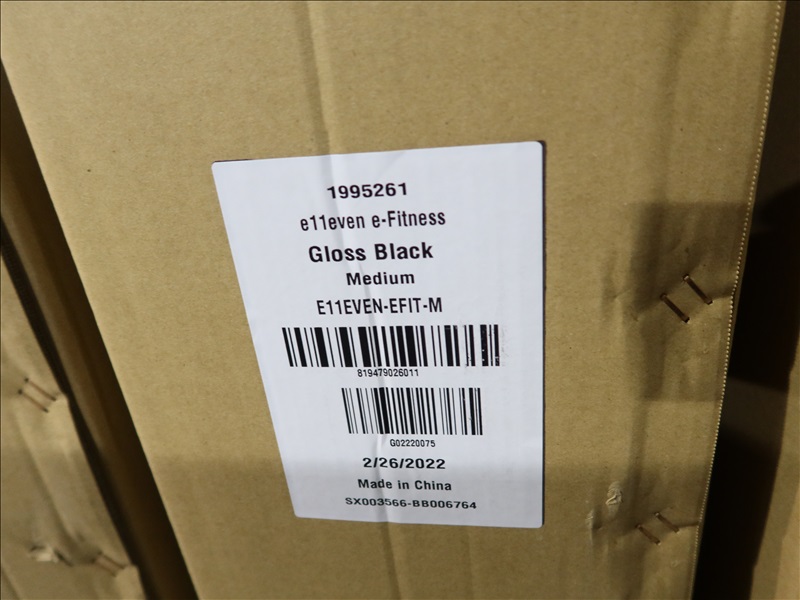 1995261
e11even e-Fitness
Gloss Black
Medium
E11EVEN-EFIT-M
819479026011
G02220075
2/26/2022
Made in China
SX003566-BB006764